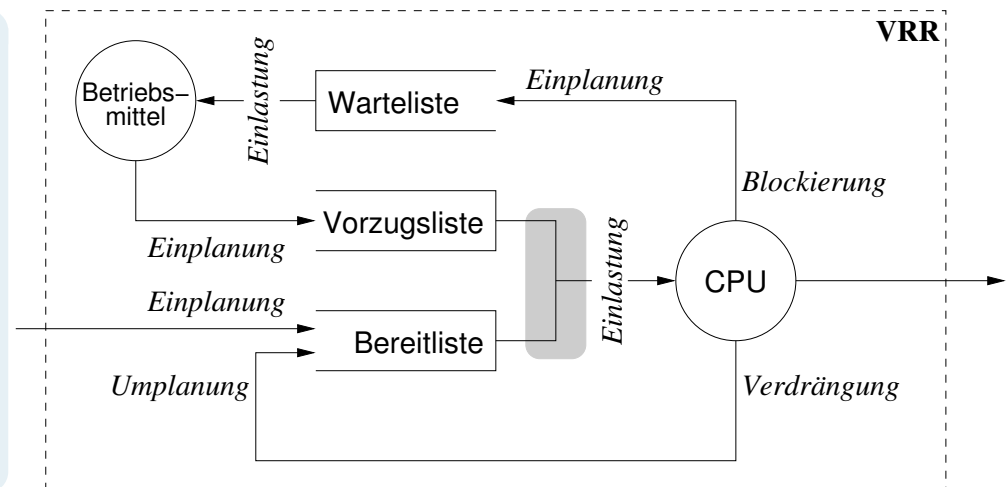 VRR
Betriebs–
mittel
Einlastung
Warteliste
Einplanung
Blockierung
Vorzugsliste
Einplanung
Einlastung
CPU
Einplanung
Bereitliste
Umplanung
Verdrängung